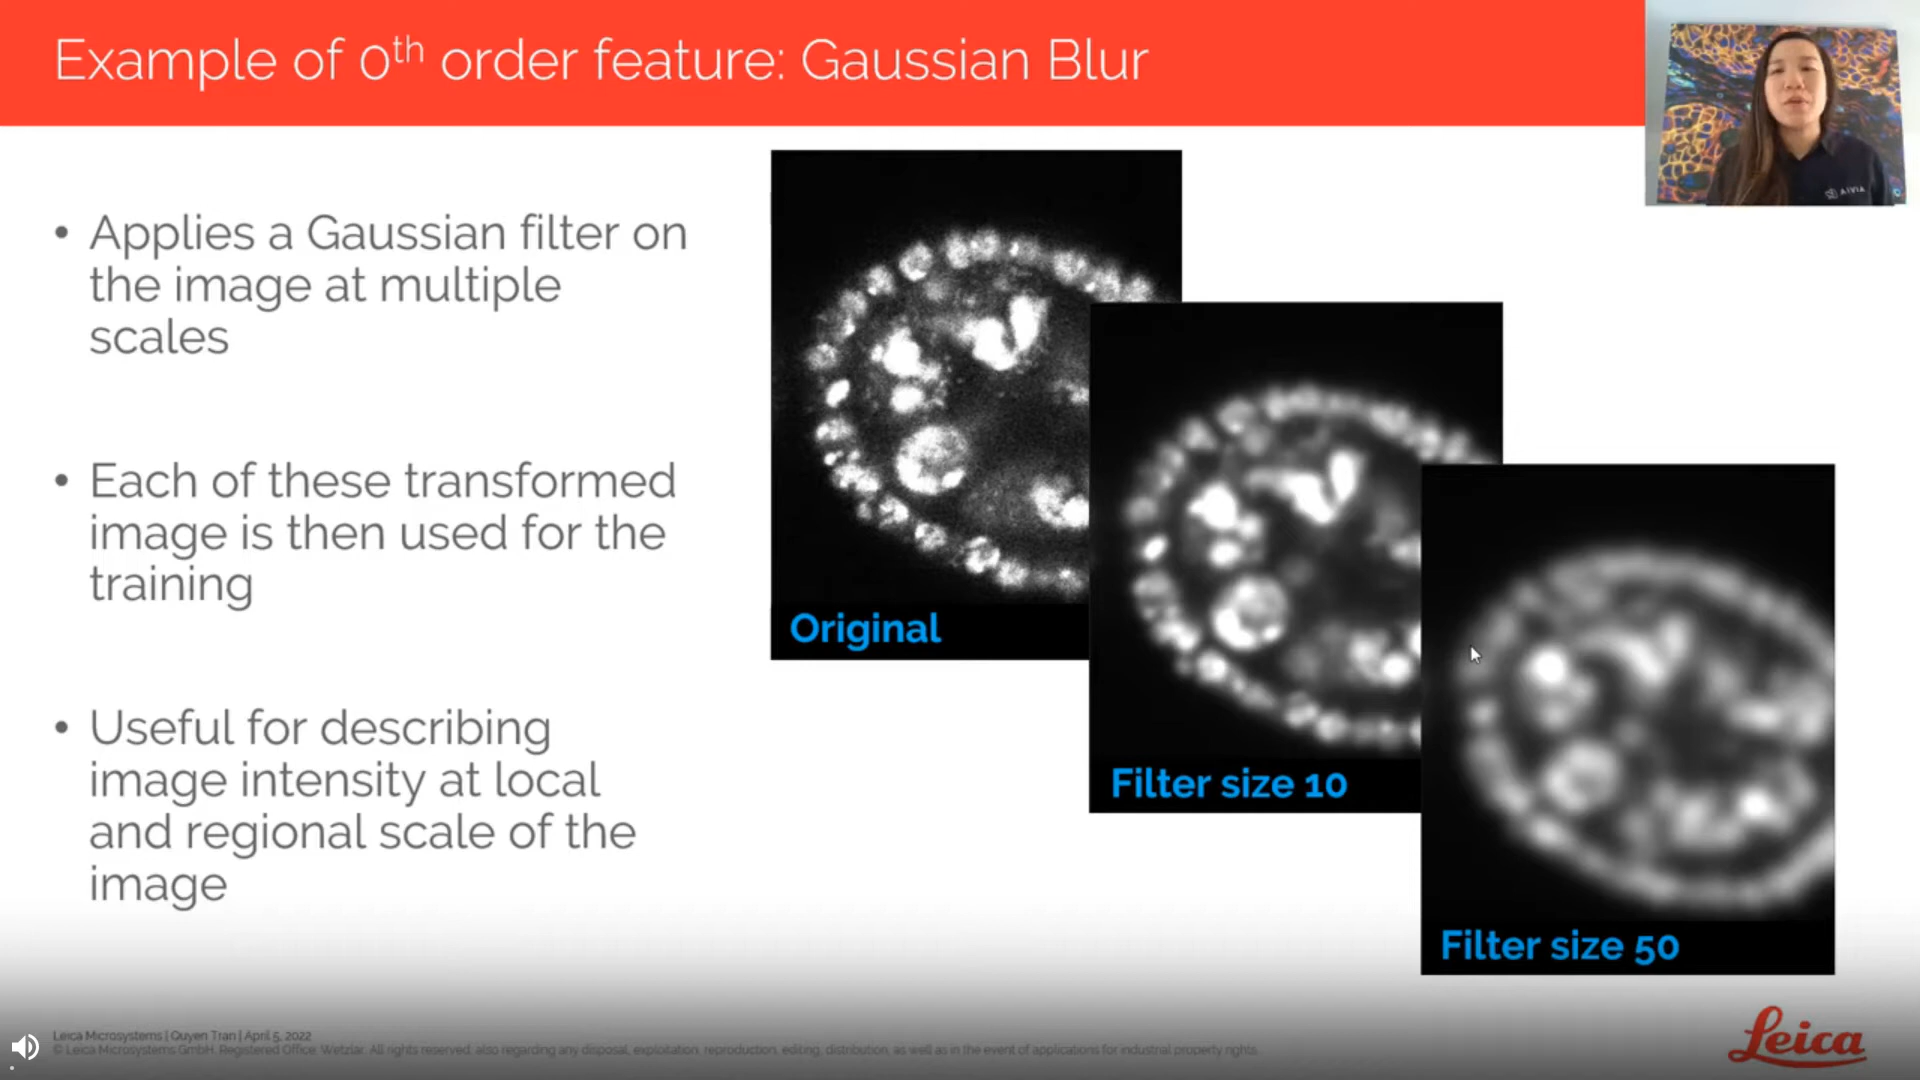 Example of 0th order feature: Gaussian Blur
AIVIA
• Applies a Gaussian filter on
the image at multiple
scales
• Each of these transformed
image is then used for the
training
• Useful for describing
image intensity at local
and regional scale of the
image
Original
Filter size 10
Filter size 50
Leica Microsystems | Quyen Tran | April 5, 2022
© Leica Microsystems GmbH. Registered Office: Wetzlar. All rights reserved, also regarding any disposal, exploitation, reproduction, editing, distribution, as well as in the event of applications for industrial property rights.
Leica